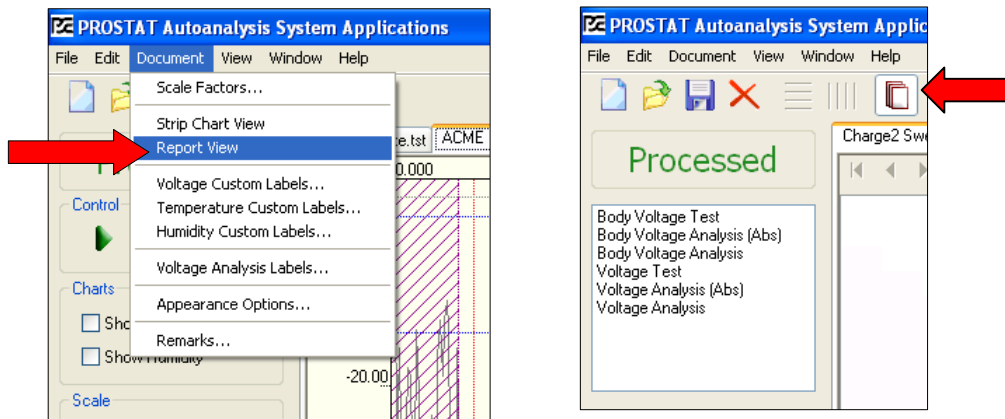 PROSTAT Autoanalysis System Applications
File Edit Document View Window Help
Scale Factors...
Strip Chart View
Report View
Voltage Custom Labels...
Temperature Custom Labels...
Humidity Custom Labels...
Voltage Analysis Labels...
Appearance Options...
Remarks...
e.tst ACME
0.000
Control
Charts
Sho
Show Humidity
-20.00
Scale
PROSTAT Autoanalysis System Applic
File Edit Document View Window Help
Processed
Charge2 Swe
Body Voltage Test
Body Voltage Analysis (Abs)
Body Voltage Analysis
Voltage Test
Voltage Analysis (Abs)
Voltage Analysis